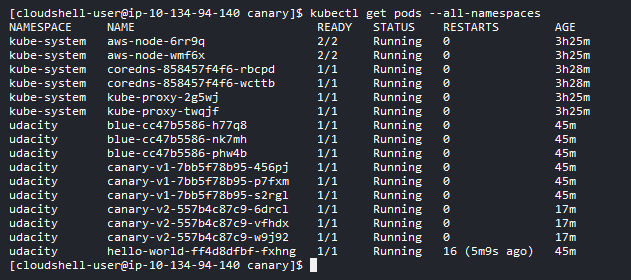 [cloudshell-user@ip-10-134-94-140 canary]$ kubectl get pods --all-namespaces
NAMESPACE NAME READY STATUS RESTARTS AGE
kube-system aws-node-6rr9q 2/2 Running 0 3h25m
kube-system aws-node-wmf6x 2/2 Running 0 3h25m
kube-system coredns-858457f4f6-rbcpd 1/1 Running 0 3h28m
kube-system coredns-858457f4f6-wcttb 1/1 Running 0 3h28m
kube-system kube-proxy-2g5wj 1/1 Running 0 3h25m
kube-system kube-proxy-twqjf 1/1 Running 0 3h25m
udacity blue-cc47b5586-h77q8 1/1 Running 0 45m
udacity blue-cc47b5586-nk7mh 1/1 Running 0 45m
udacity blue-cc47b5586-phw4b 1/1 Running 0 45m
udacity canary-v1-7bb5f78b95-456pj 1/1 Running 0 45m
udacity canary-v1-7bb5f78b95-p7fxm 1/1 Running 0 45m
udacity canary-v1-7bb5f78b95-s2rgl 1/1 Running 0 45m
udacity canary-v2-557b4c87c9-6drcl 1/1 Running 0 17m
udacity canary-v2-557b4c87c9-vfhdx 1/1 Running 0 17m
udacity canary-v2-557b4c87c9-w9j92 1/1 Running 0 17m
udacity hello-world-ff4d8dfbf-fxhng 1/1 Running 16 (5m9s ago) 45m
[cloudshell-user@ip-10-134-94-140 canary]$